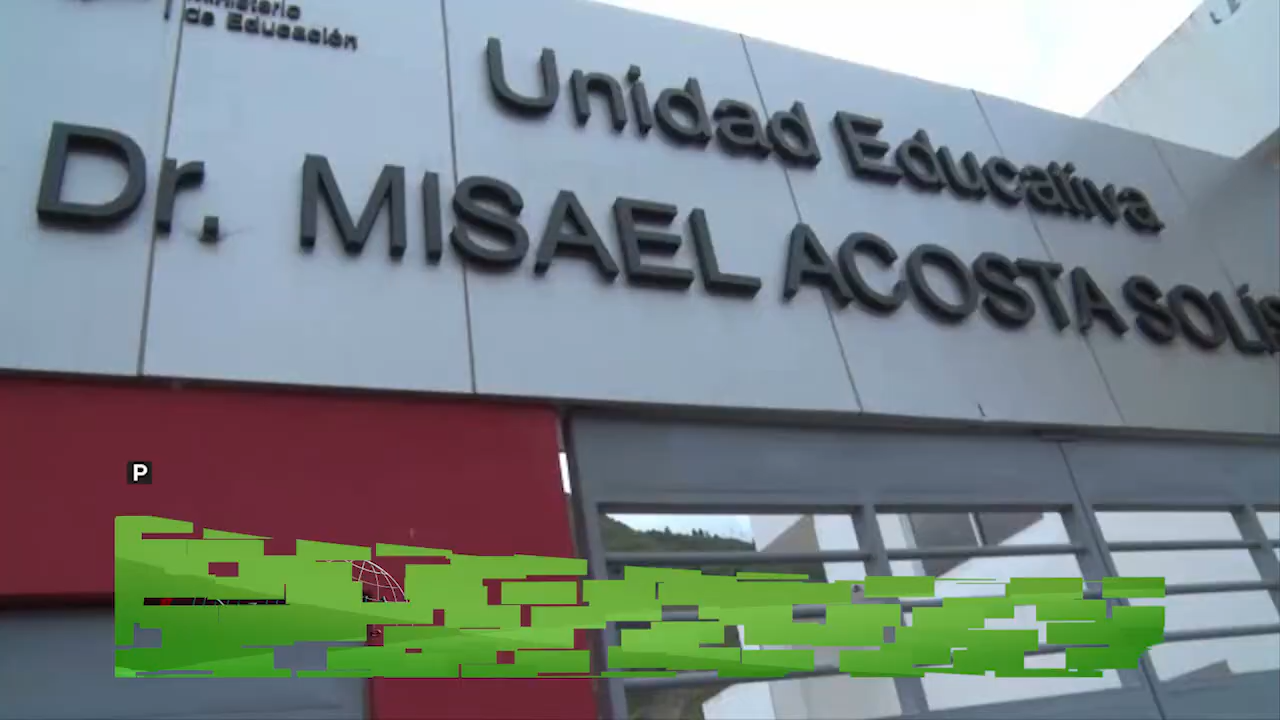 Ministerio
de Educación
Unidad Educativa
Dr. MISAEL ACOSTA SOLÍS
P